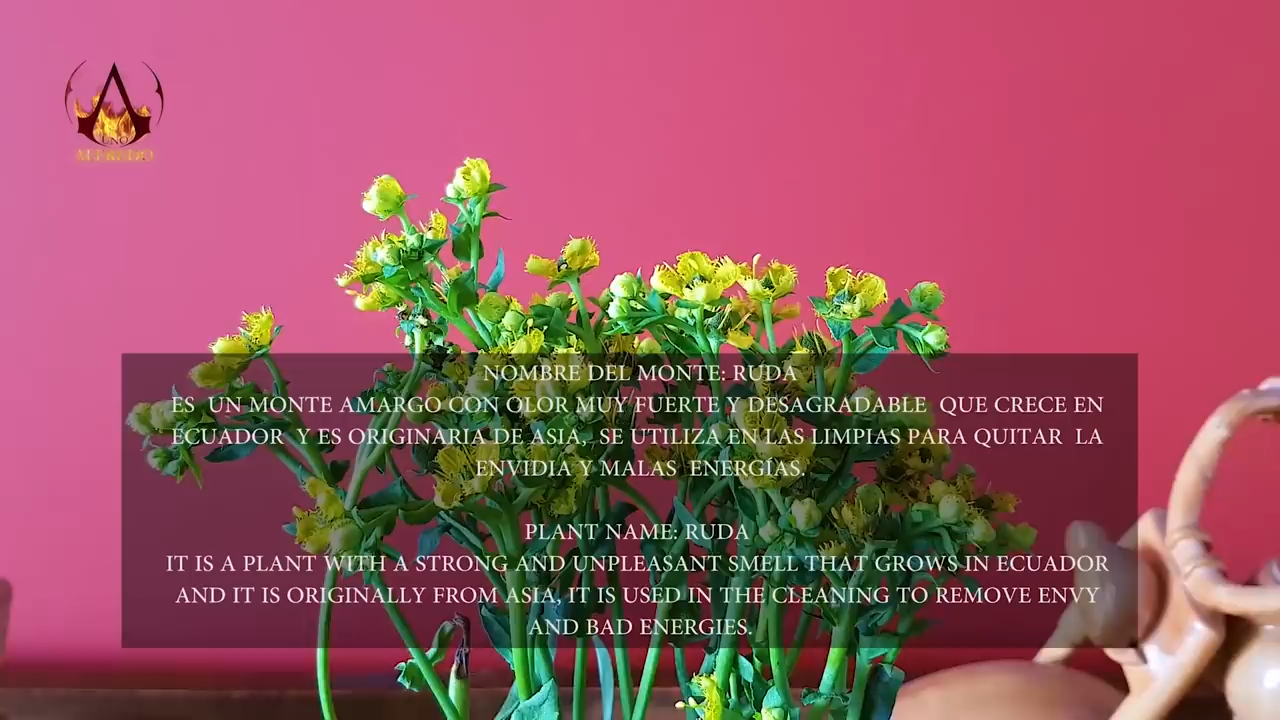 UNO
ALFREDO
NOMBRE DEL MONTE: RUDA
ES UN MONTE AMARGO CON OLOR MUY FUERTE Y DESAGRADABLE QUE CRECE EN
ECUADOR Y ES ORIGINARIA DE ASIA, SE UTILIZA EN LAS LIMPIAS PARA QUITAR LA
ENVIDIA Y MALAS ENERGÍAS.
PLANT NAME: RUDA
IT IS A PLANT WITH A STRONG AND UNPLEASANT SMELL THAT GROWS IN ECUADOR
AND IT IS ORIGINALLY FROM ASIA, IT IS USED IN THE CLEANING TO REMOVE ENVY
AND BAD ENERGIES.